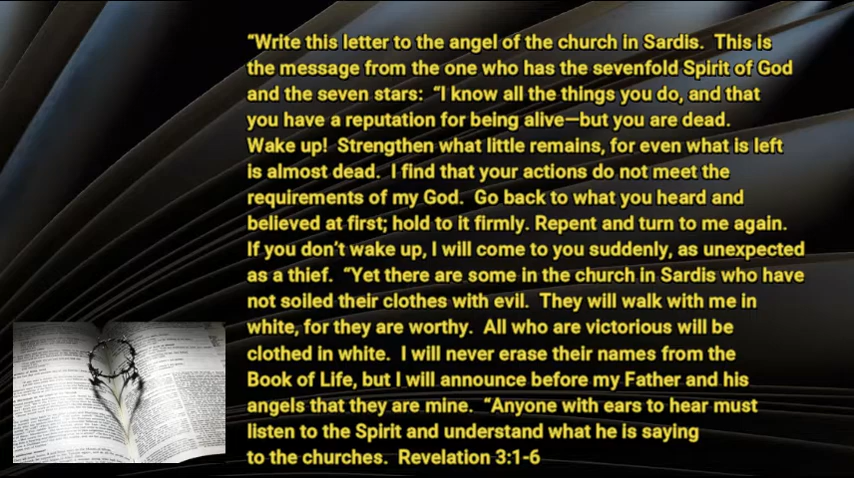 “Write this letter to the angel of the church in Sardis.  This is
the message from the one who has the sevenfold Spirit of God
and the seven stars:  “I know all the things you do, and that
you have a reputation for being alive—but you are dead.
Wake up!  Strengthen what little remains, for even what is left
is almost dead.  I find that your actions do not meet the
requirements of my God.  Go back to what you heard and
believed at first; hold to it firmly. Repent and turn to me again.
If you don’t wake up, I will come to you suddenly, as unexpected
as a thief.  “Yet there are some in the church in Sardis who have
not soiled their clothes with evil.  They will walk with me in
white, for they are worthy.  All who are victorious will be
clothed in white.  I will never erase their names from the
Book of Life, but I will announce before my Father and his
angels that they are mine.  “Anyone with ears to hear must
listen to the Spirit and understand what he is saying
to the churches.  Revelation 3:1-6